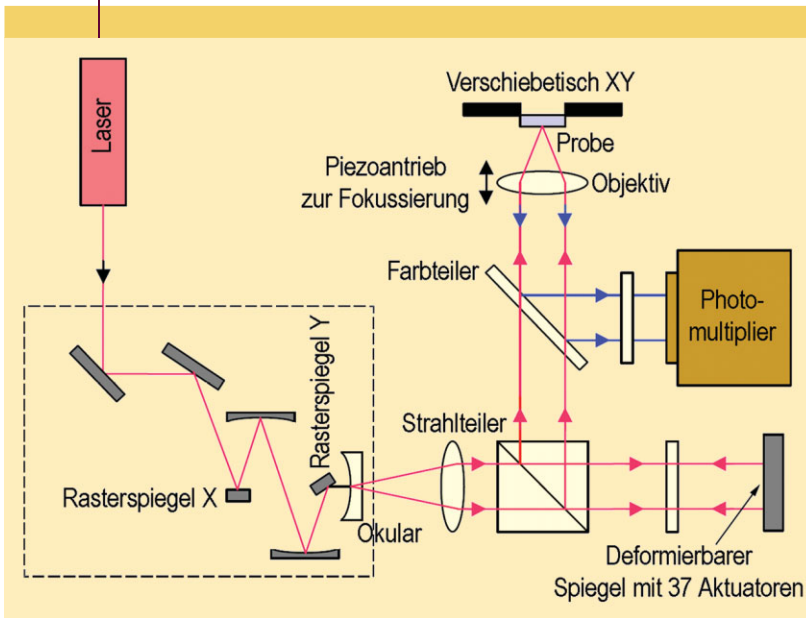 Laser
Verschiebetisch XY
Probe
Piezoantrieb
zur Fokussierung
Objektiv
Farbteiler
Photo-
multiplier
Rasterspiegel Y
Strahlteiler
Rasterspiegel X
Okular
Deformierbarer
Spiegel mit 37 Aktuatoren